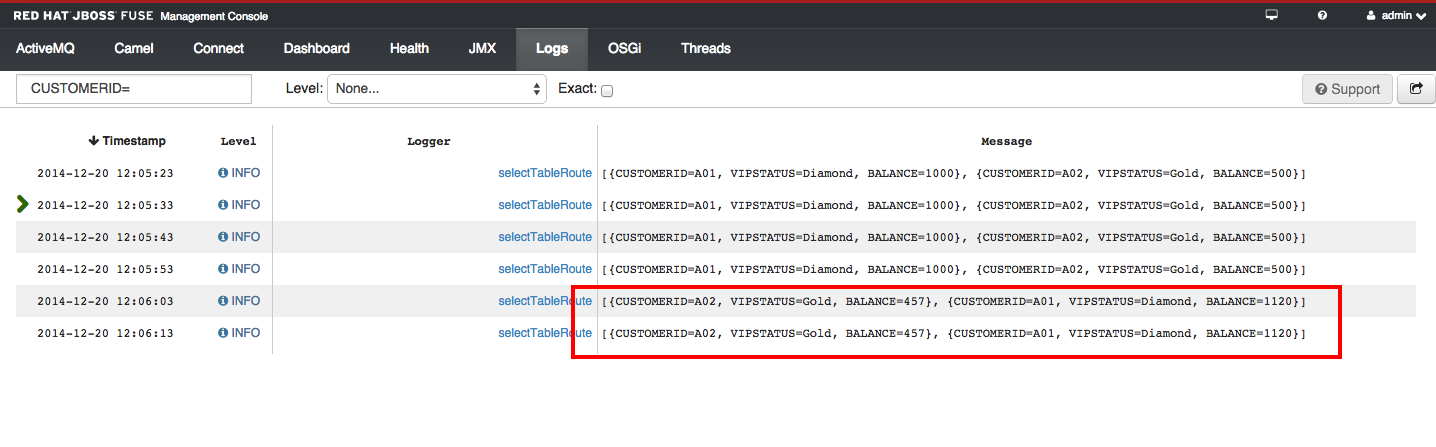 RED HAT JBOSS FUSE Management Console admin
ActiveMQ Camel Connect Dashboard Health JMX Logs OSGi Threads
CUSTOMERID= Level: None... Exact: Support
Timestamp Level Logger Message
2014-12-20 12:05:23 INFO selectTableRoute [{CUSTOMERID=A01, VIPSTATUS=Diamond, BALANCE=1000}, {CUSTOMERID=A02, VIPSTATUS=Gold, BALANCE=500}]
2014-12-20 12:05:33 INFO selectTableRoute [{CUSTOMERID=A01, VIPSTATUS=Diamond, BALANCE=1000}, {CUSTOMERID=A02, VIPSTATUS=Gold, BALANCE=500}]
2014-12-20 12:05:43 INFO selectTableRoute [{CUSTOMERID=A01, VIPSTATUS=Diamond, BALANCE=1000}, {CUSTOMERID=A02, VIPSTATUS=Gold, BALANCE=500}]
2014-12-20 12:05:53 INFO selectTableRoute [{CUSTOMERID=A01, VIPSTATUS=Diamond, BALANCE=1000}, {CUSTOMERID=A02, VIPSTATUS=Gold, BALANCE=500}]
2014-12-20 12:06:03 INFO selectTableRoute [{CUSTOMERID=A02, VIPSTATUS=Gold, BALANCE=457}, {CUSTOMERID=A01, VIPSTATUS=Diamond, BALANCE=1120}]
2014-12-20 12:06:13 INFO selectTableRoute [{CUSTOMERID=A02, VIPSTATUS=Gold, BALANCE=457}, {CUSTOMERID=A01, VIPSTATUS=Diamond, BALANCE=1120}]